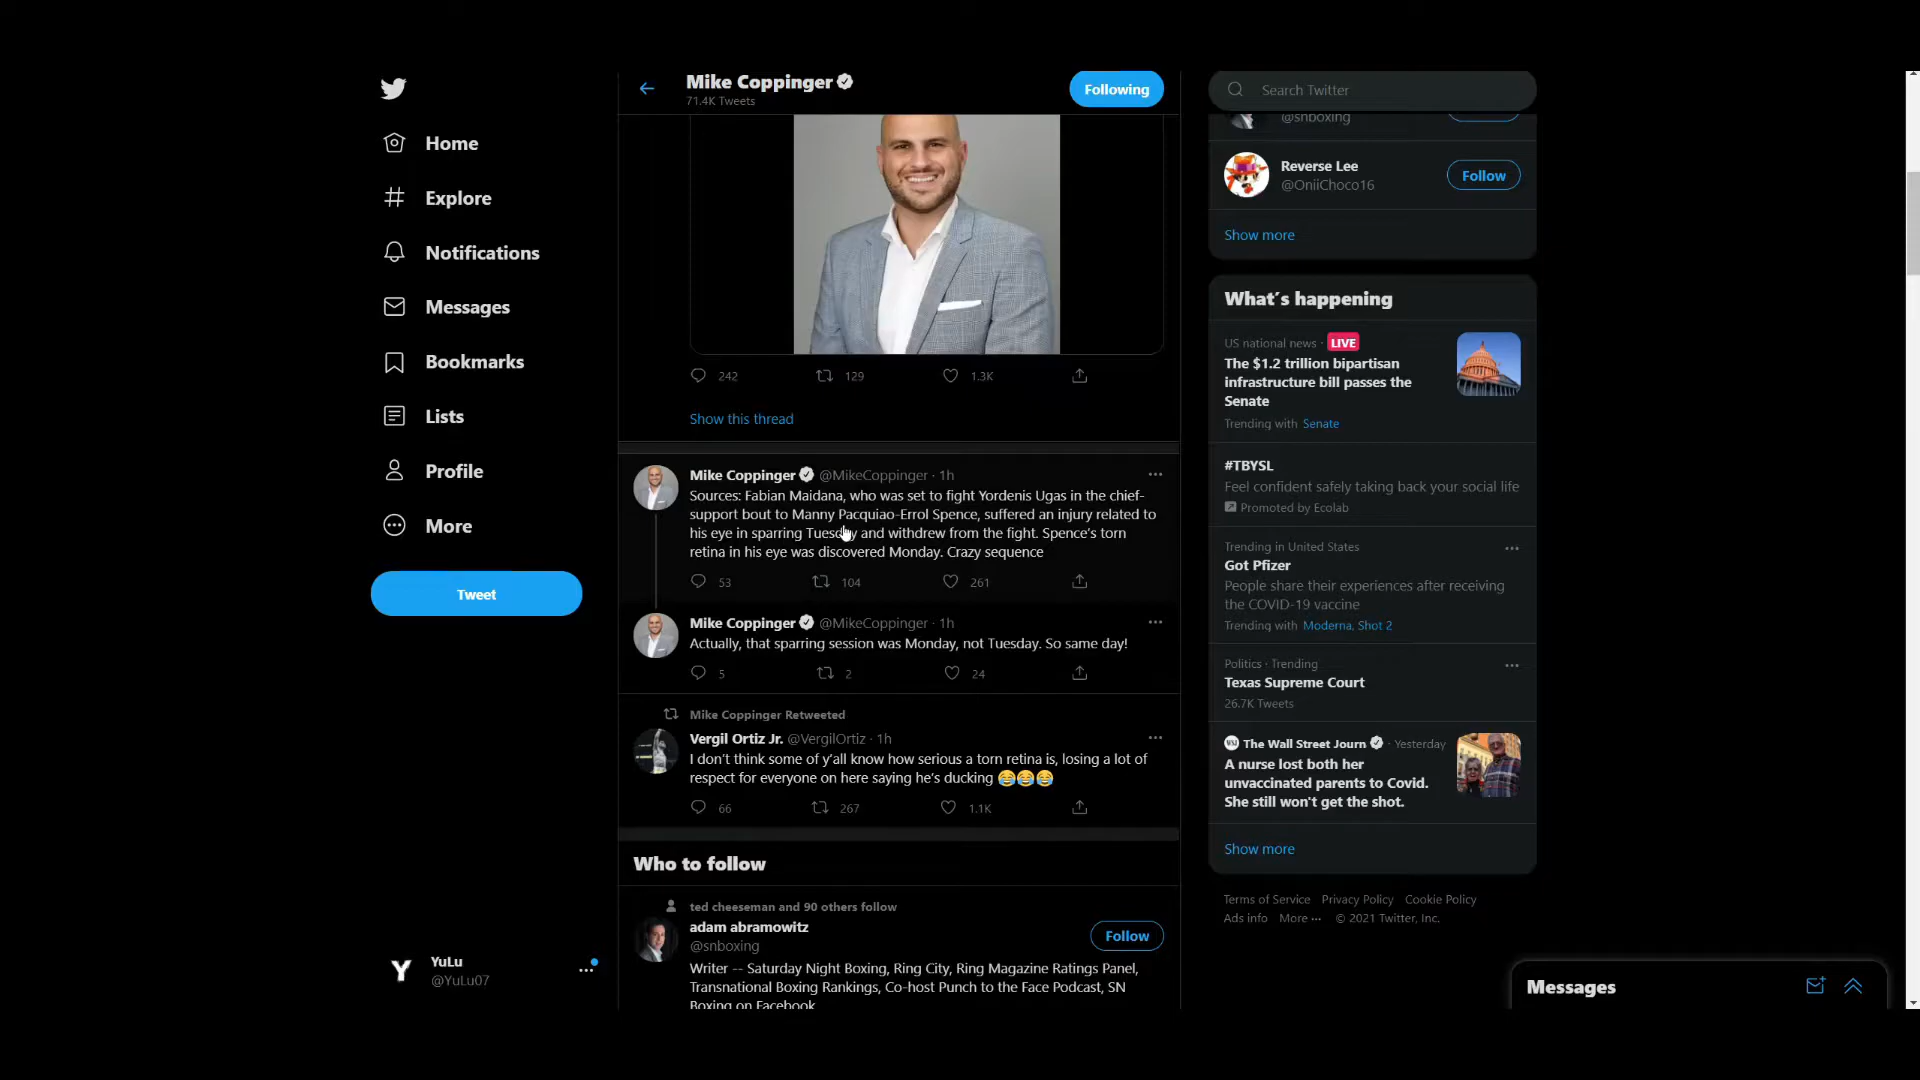 Home
Explore
Notifications
Messages
Bookmarks
Lists
Profile
More
Tweet
Y
YuLu
@YuLu07
Mike Coppinger
71.4K Tweets
Following
242 129 1.3K
Show this thread
Mike Coppinger @MikeCoppinger · 1h
Sources: Fabian Maidana, who was set to fight Yordenis Ugas in the chief-
support bout to Manny Pacquiao-Errol Spence, suffered an injury related to
his eye in sparring Tuesday and withdrew from the fight. Spence's torn
retina in his eye was discovered Monday. Crazy sequence
53 104 261
Mike Coppinger @MikeCoppinger · 1h
Actually, that sparring session was Monday, not Tuesday. So same day!
5 2 24
Mike Coppinger Retweeted
Vergil Ortiz Jr. @VergilOrtiz · 1h
I don't think some of y'all know how serious a torn retina is, losing a lot of
respect for everyone on here saying he's ducking 😂😂😂
66 267 1.1K
Who to follow
ted cheeseman and 90 others follow
adam abramowitz
@snboxing
Follow
Writer -- Saturday Night Boxing, Ring City, Ring Magazine Ratings Panel,
Transnational Boxing Rankings, Co-host Punch to the Face Podcast, SN
Boxing on Facebook
Search Twitter
@snboxing
Reverse Lee
@OniiChoco16
Follow
Show more
What's happening
US national news · LIVE
The $1.2 trillion bipartisan
infrastructure bill passes the
Senate
Trending with Senate
#TBYSL
Feel confident safely taking back your social life
Promoted by Ecolab
Trending in United States
Got Pfizer
People share their experiences after receiving
the COVID-19 vaccine
Trending with Moderna, Shot 2
Politics · Trending
Texas Supreme Court
26.7K Tweets
WSJ The Wall Street Journ · Yesterday
A nurse lost both her
unvaccinated parents to Covid.
She still won't get the shot.
Show more
Terms of Service Privacy Policy Cookie Policy
Ads info More ··· © 2021 Twitter, Inc.
Messages